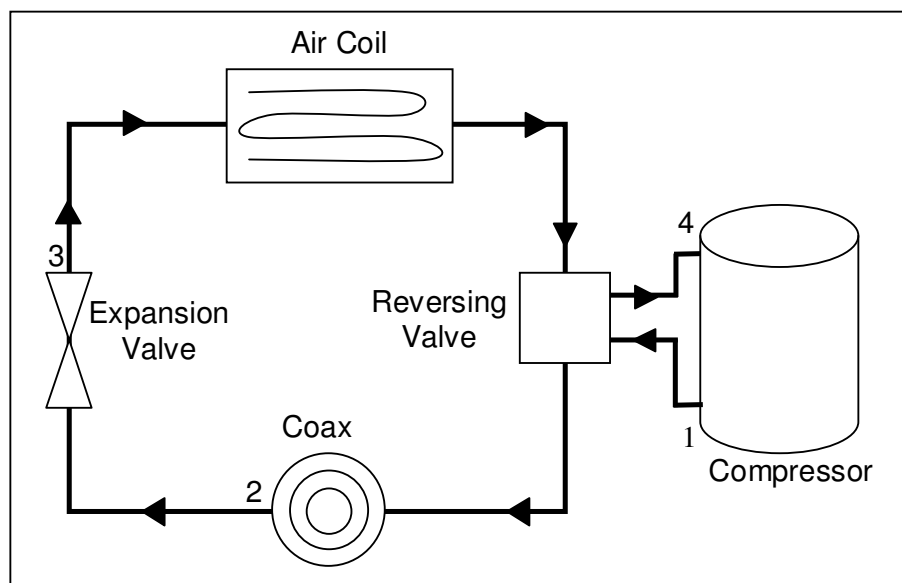 Air Coil
4
3
Reversing
Valve
Expansion
Valve
Coax
2
1
Compressor